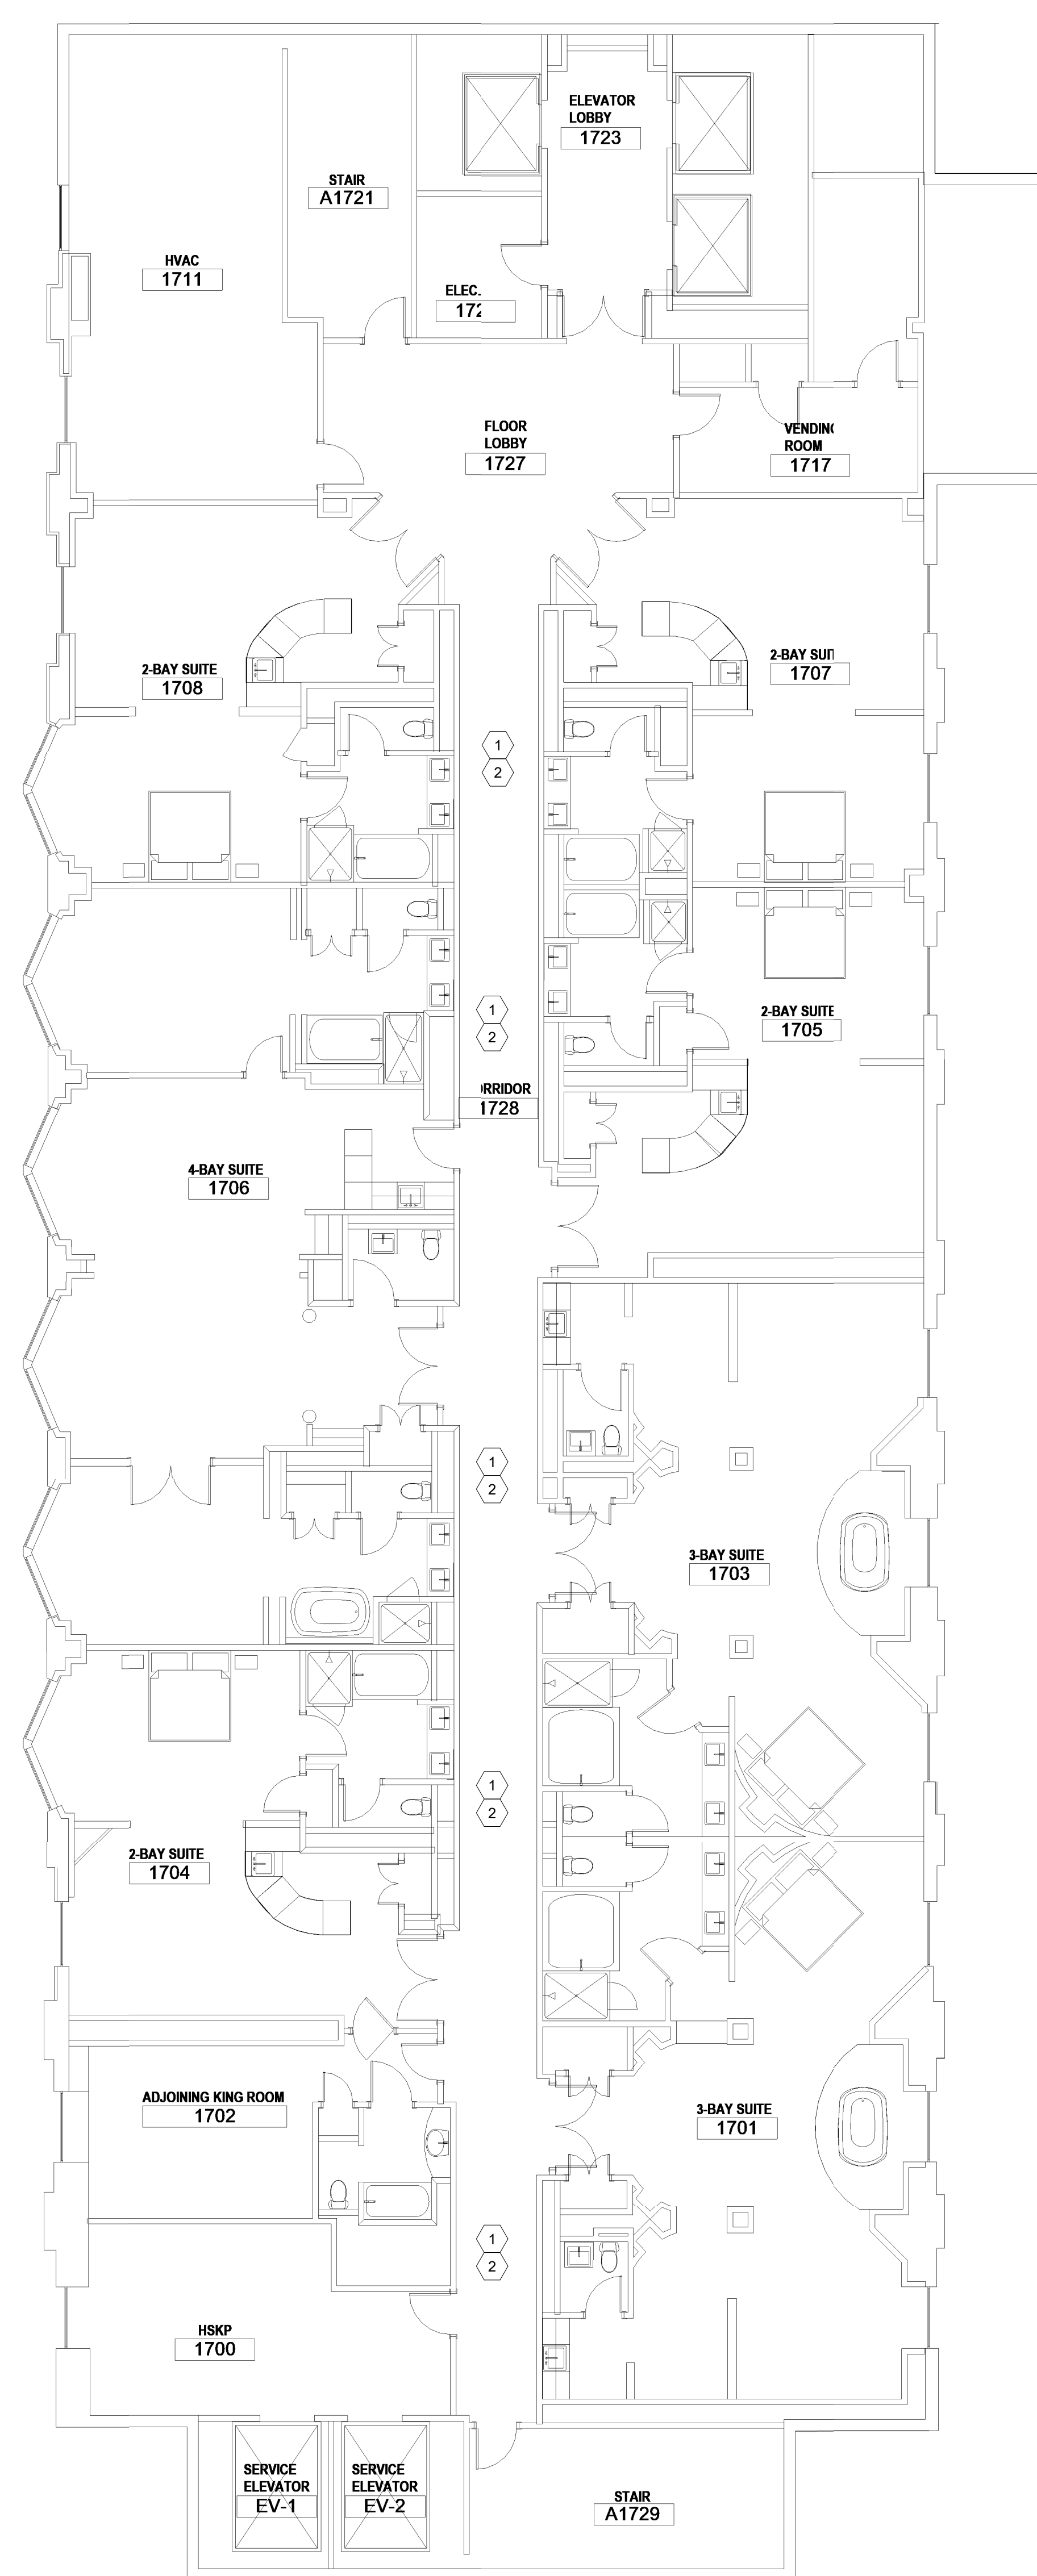 ELEVATOR
LOBBY
1723
STAIR
A1721
HVAC
1711
ELEC.
172
FLOOR
LOBBY
1727
VENDIN
ROOM
1717
2-BAY SUITE
1708
2-BAY SUIT
1707
1
2
2-BAY SUITE
1705
1
2
ORRIDOR
1728
4-BAY SUITE
1706
1
2
3-BAY SUITE
1703
1
2
2-BAY SUITE
1704
ADJOINING KING ROOM
1702
3-BAY SUITE
1701
1
2
HSKP
1700
SERVICE
ELEVATOR
EV-1
SERVICE
ELEVATOR
EV-2
STAIR
A1729